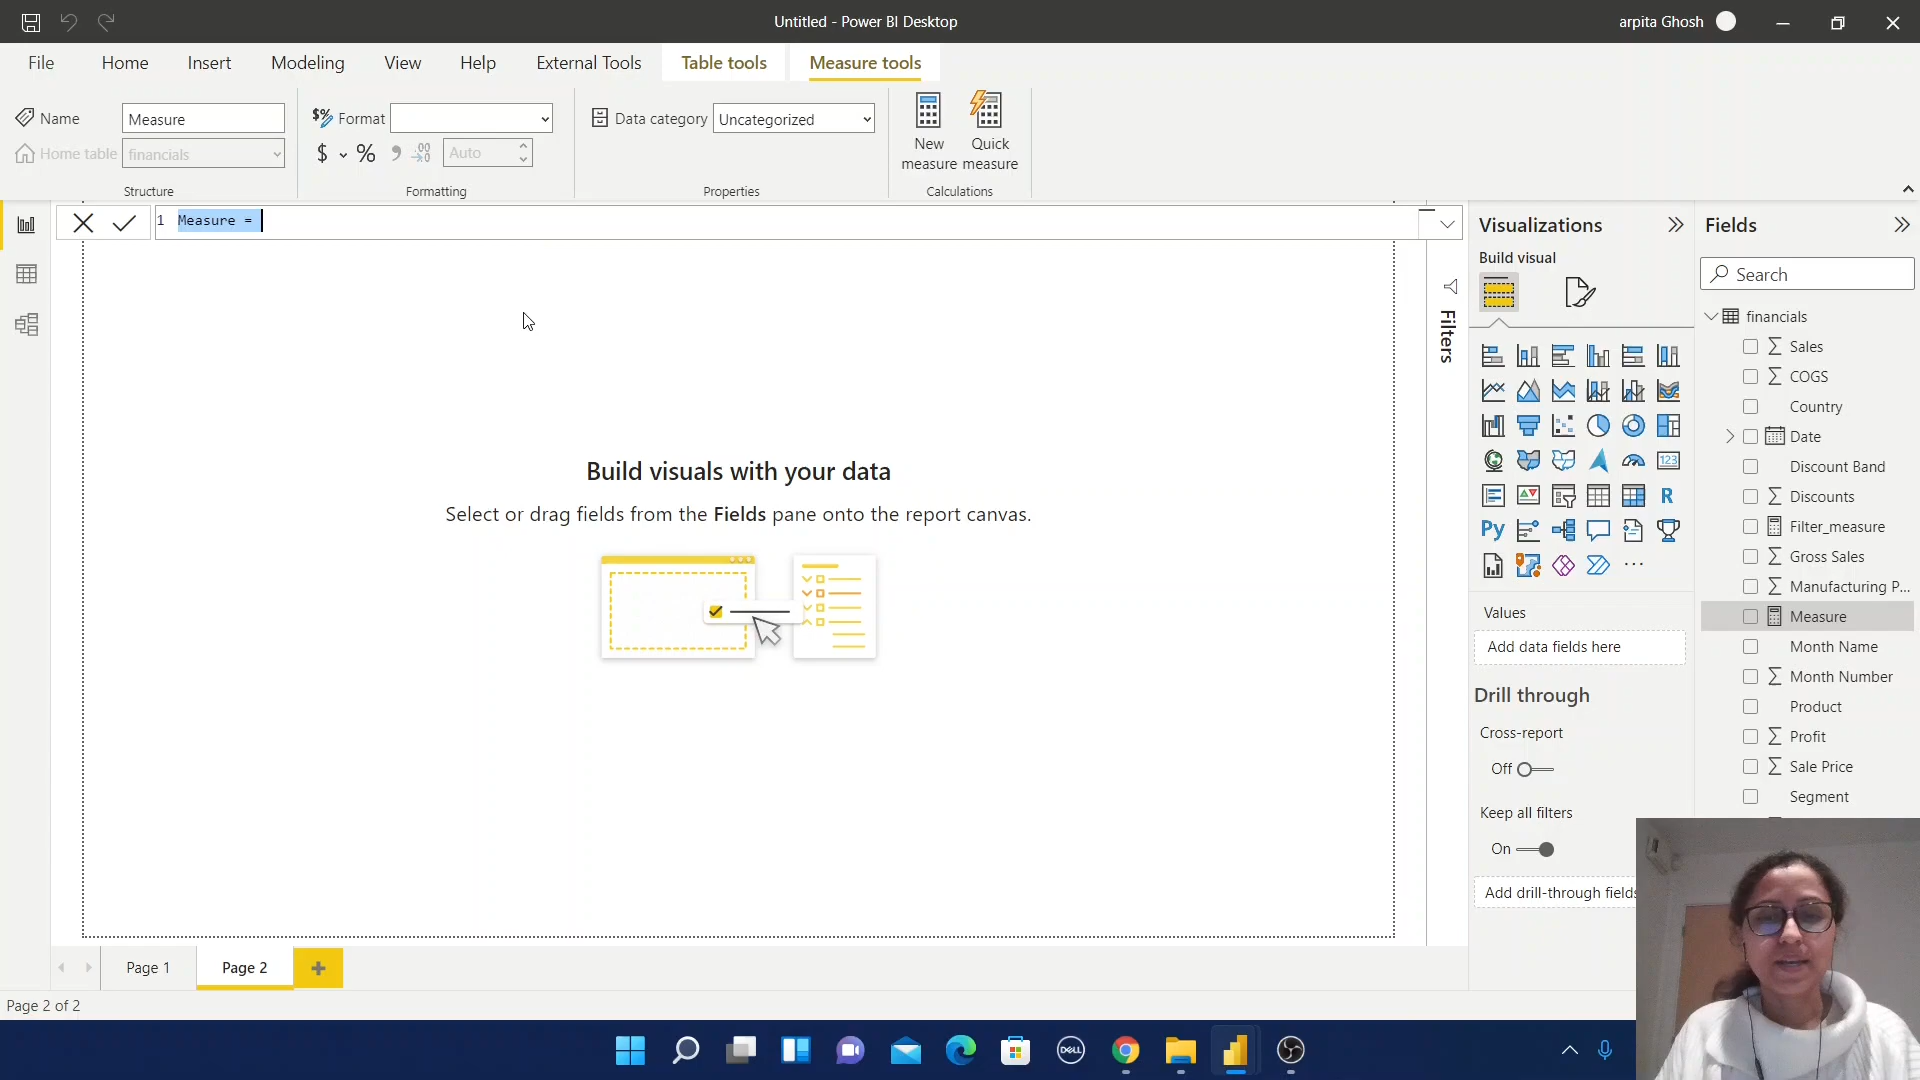 Untitled - Power BI Desktop
arpita Ghosh
File
Home
Insert
Modeling
View
Help
External Tools
Table tools
Measure tools
Name
Measure
Home table
financials
Structure
$% Format
$
%
Auto
Formatting
Data category
Uncategorized
Properties
New measure
Quick measure
Calculations
1 Measure =
Build visuals with your data
Select or drag fields from the Fields pane onto the report canvas.
Filters
Visualizations
Build visual
123
R
Py
...
Values
Add data fields here
Drill through
Cross-report
Off
Keep all filters
On
Add drill-through fields
Fields
Search
financials
Sales
COGS
Country
Date
Discount Band
Discounts
Filter_measure
Gross Sales
Manufacturing P...
Measure
Month Name
Month Number
Product
Profit
Sale Price
Segment
Page 1
Page 2
Page 2 of 2
DELL